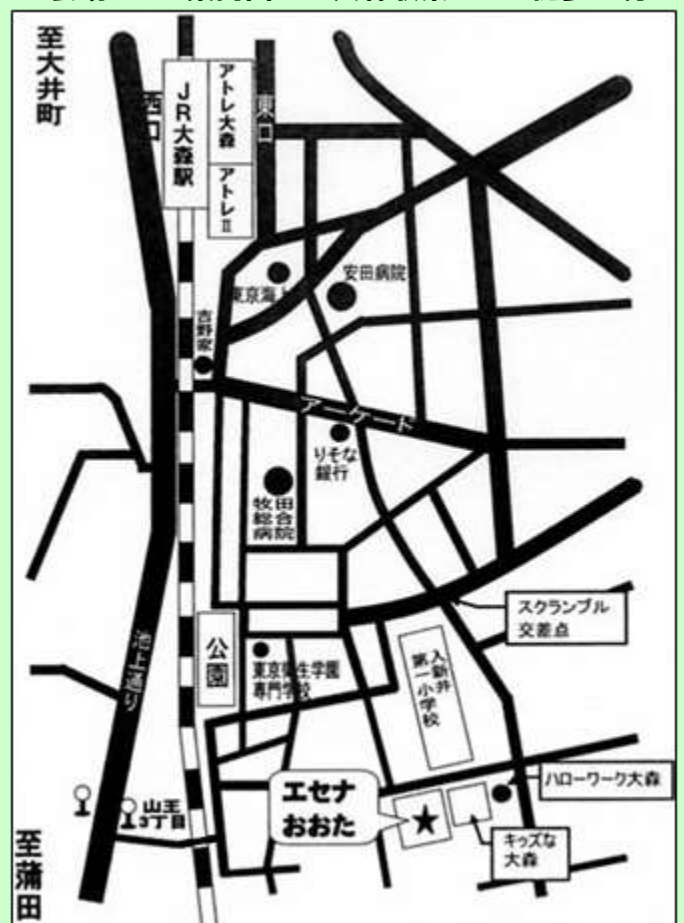 至大井町
西口
JR大森駅
アトレ大森
アトレⅡ
東
東京海上
安田病院
吉野家
アーケード
りそな
銀行
牧田
総合
病院
スクランブル
交差点
池上通り
公園
東京衛生学園
専門学校
入新井
第一小学校
エセナ
おおた
ハローワーク大森
キッズな
大森
山王
3丁目
至蒲田